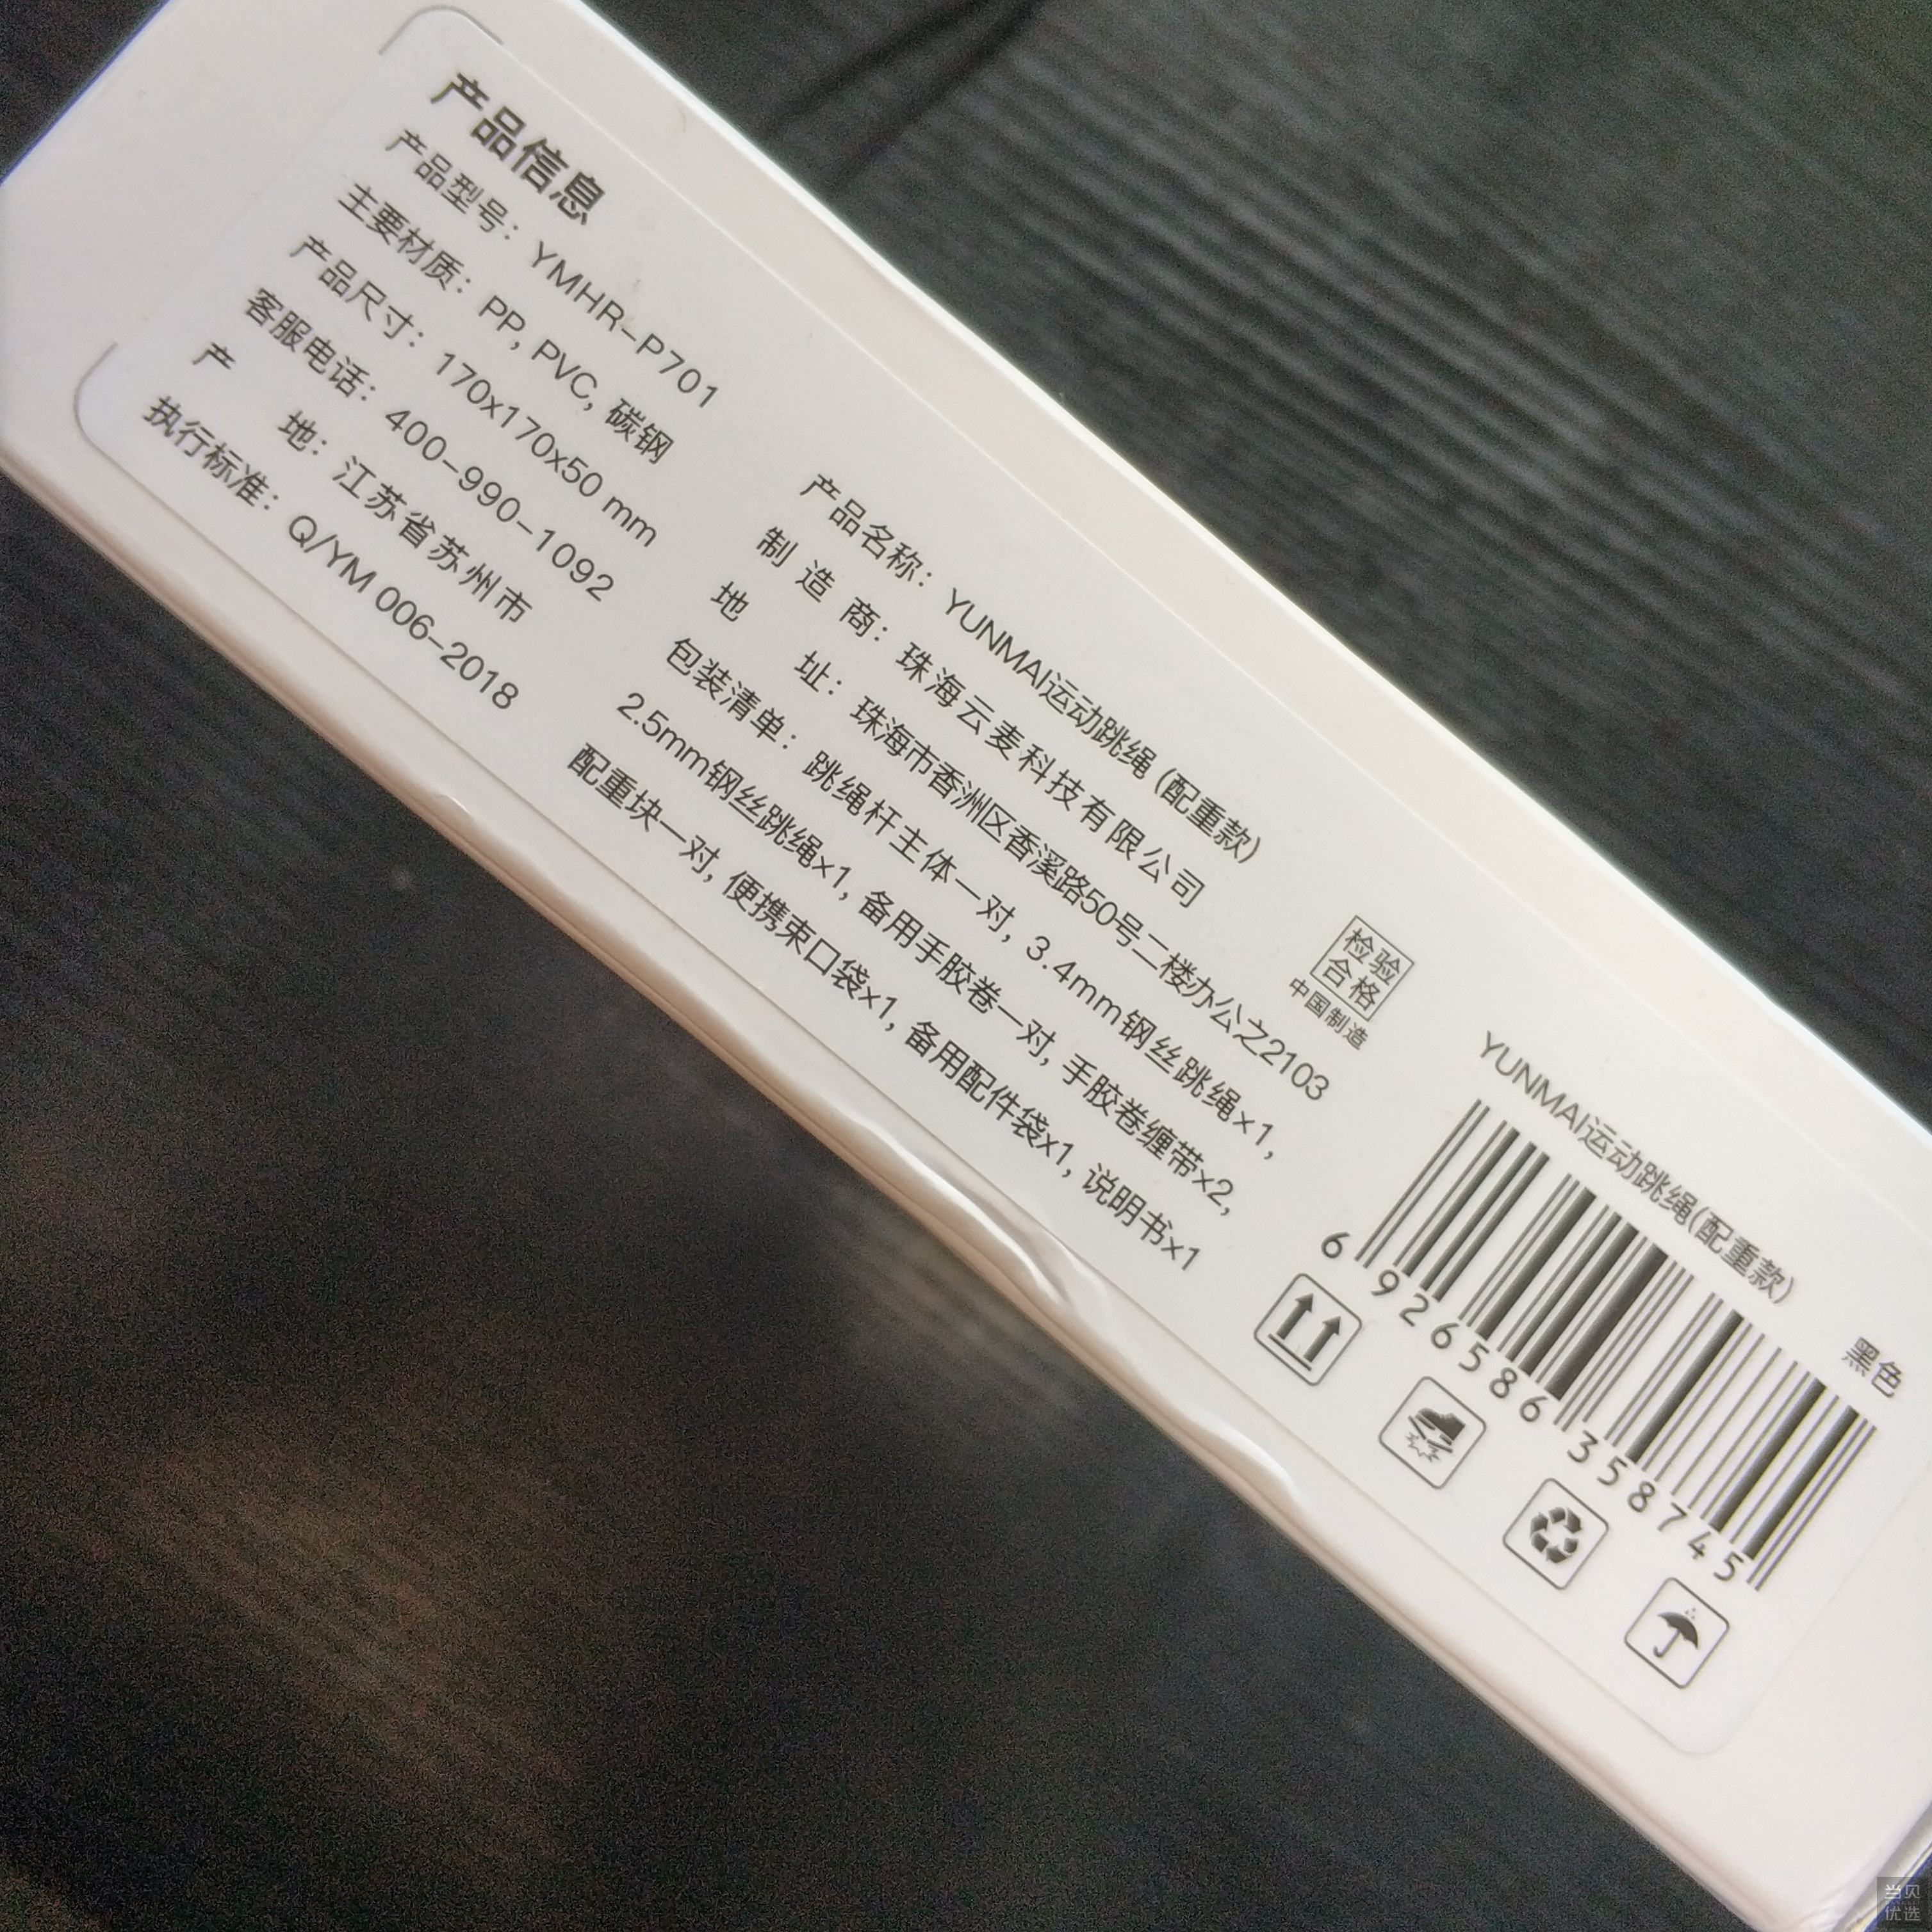 产品信息
产品型号：YMHR-P701
主要材质：PP, PVC, 碳钢
产品尺寸：170x170x50 mm
客服电话：400-990-1092
产 地：江苏省苏州市
执行标准：Q/YM 006-2018
产品名称：YUNMAI运动跳绳 (配重款)
制 造 商：珠海云麦科技有限公司
地 址：珠海市香洲区香溪路50号二楼办公之2103
包装清单：跳绳杆主体一对, 3.4mm钢丝跳绳×1,
2.5mm钢丝跳绳×1, 备用手胶卷一对, 手胶卷缠带x2,
配重块一对, 便携束口袋x1, 备用配件袋x1, 说明书x1
检验
合格
中国制造
YUNMAI运动跳绳(配重款)
黑色
6 926586 358745
当贝
优选